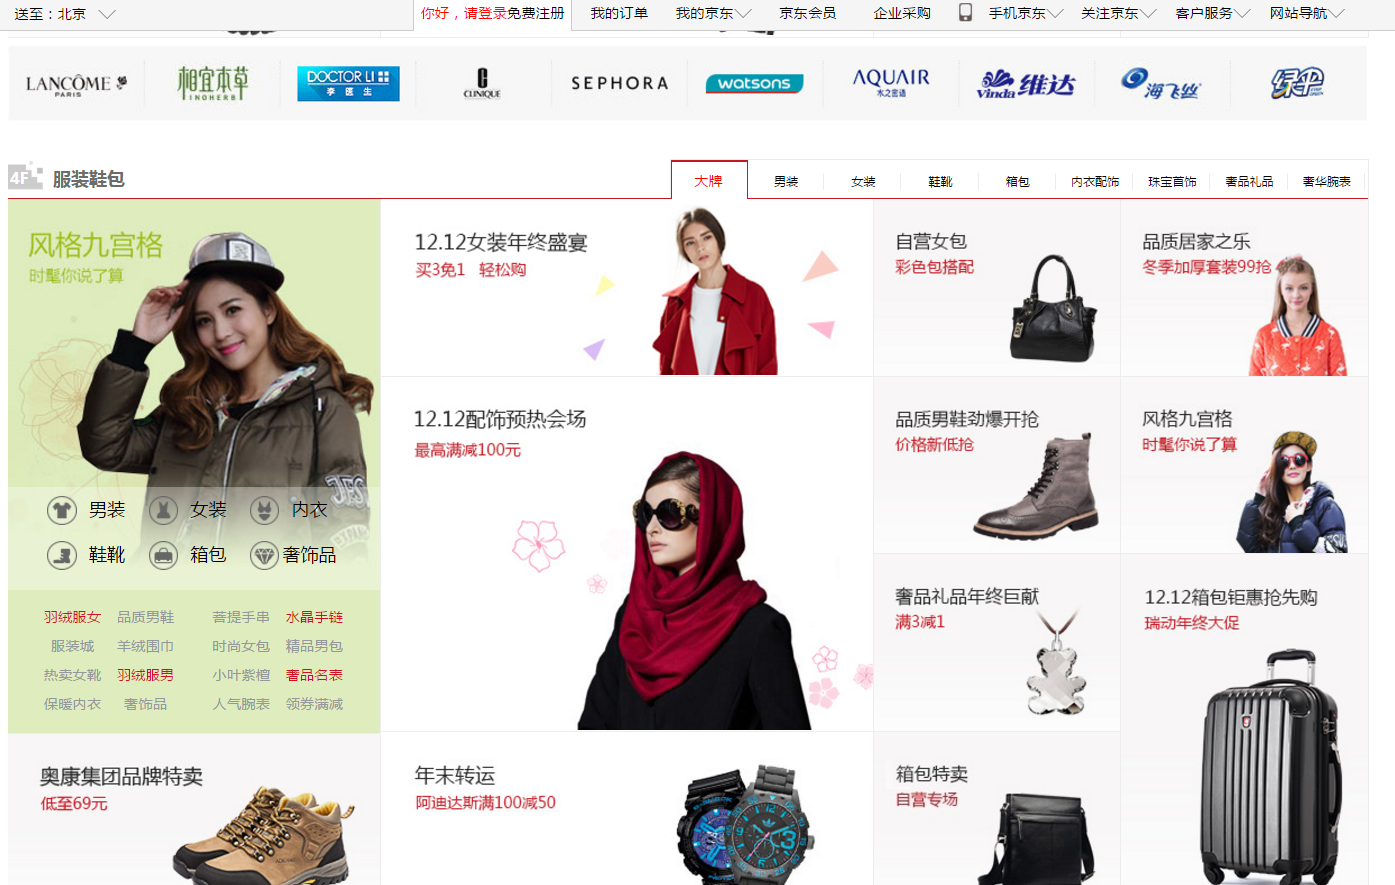 送至：北京
你好，请登录免费注册
我的订单
我的京东
京东会员
企业采购
手机京东
关注京东
客户服务
网站导航
LANCÔME
PARIS
相宜本草
INOHERB
DOCTOR LI
李医生
CLINIQUE
SEPHORA
watsons
AQUAIR
水之密语
Vinda 维达
海飞丝
绿伞
EVER GREEN
4F 服装鞋包
大牌 男装 女装 鞋靴 箱包 内衣配饰 珠宝首饰 奢品礼品 奢华腕表
风格九宫格
时髦你说了算
男装 女装 内衣
鞋靴 箱包 奢饰品
羽绒服女 品质男鞋 菩提手串 水晶手链
服装城 羊绒围巾 时尚女包 精品男包
热卖女靴 羽绒服男 小叶紫檀 奢品名表
保暖内衣 奢饰品 人气腕表 领券满减
奥康集团品牌特卖
低至69元
12.12女装年终盛宴
买3免1 轻松购
12.12配饰预热会场
最高满减100元
年末转运
阿迪达斯满100减50
自营女包
彩色包搭配
品质男鞋劲爆开抢
价格新低抢
奢品礼品年终巨献
满3减1
箱包特卖
自营专场
品质居家之乐
冬季加厚套装99抢
风格九宫格
时髦你说了算
12.12箱包钜惠抢先购
瑞动年终大促